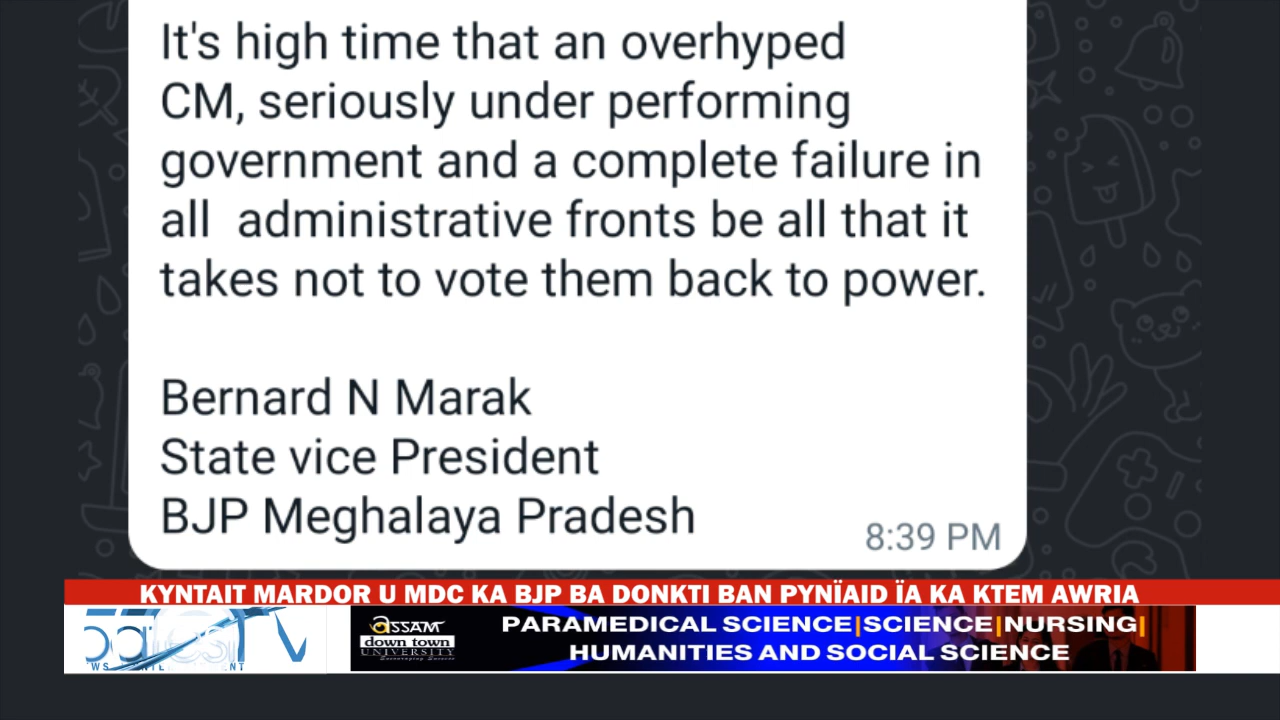 It's high time that an overhyped
CM, seriously under performing
government and a complete failure in
all  administrative fronts be all that it
takes not to vote them back to power.
Bernard N Marak
State vice President
BJP Meghalaya Pradesh
8:39 PM
KYNTAIT MARDOR U MDC KA BJP BA DONKTI BAN PYNÏAID ÏA KA KTEM AWRIA
ASSAM
down town
UNIVERSITY
PARAMEDICAL SCIENCE|SCIENCE|NURSING|
HUMANITIES AND SOCIAL SCIENCE